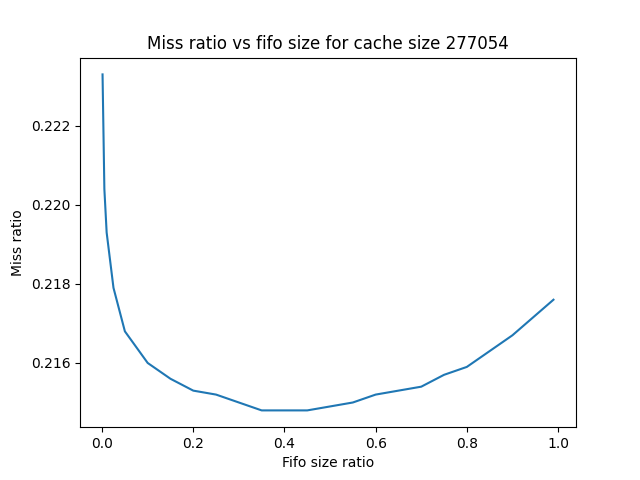 Miss ratio vs fifo size for cache size 277054
0.222
0.220
0.218
0.216
Miss ratio
0.0 0.2 0.4 0.6 0.8 1.0
Fifo size ratio